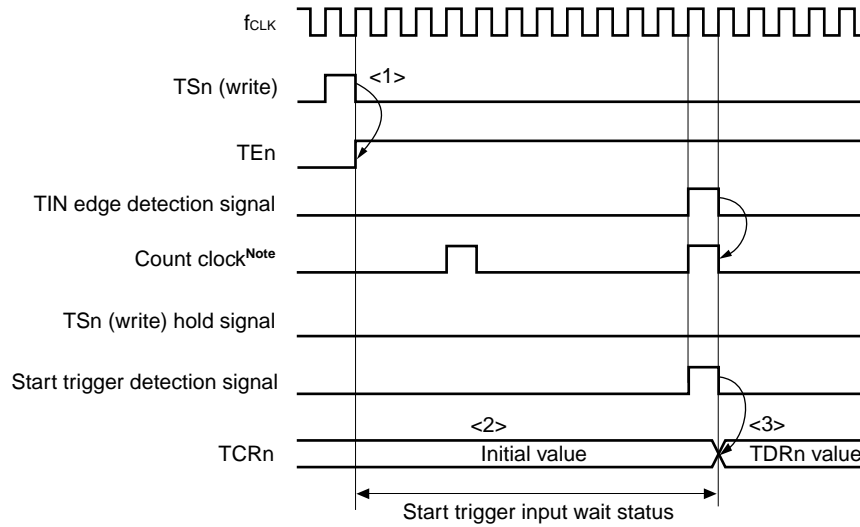 fCLK
TSn (write)
<1>
TEn
TIN edge detection signal
Count clockNote
TSn (write) hold signal
Start trigger detection signal
<2>
<3>
TCRn
Initial value
TDRn value
Start trigger input wait status